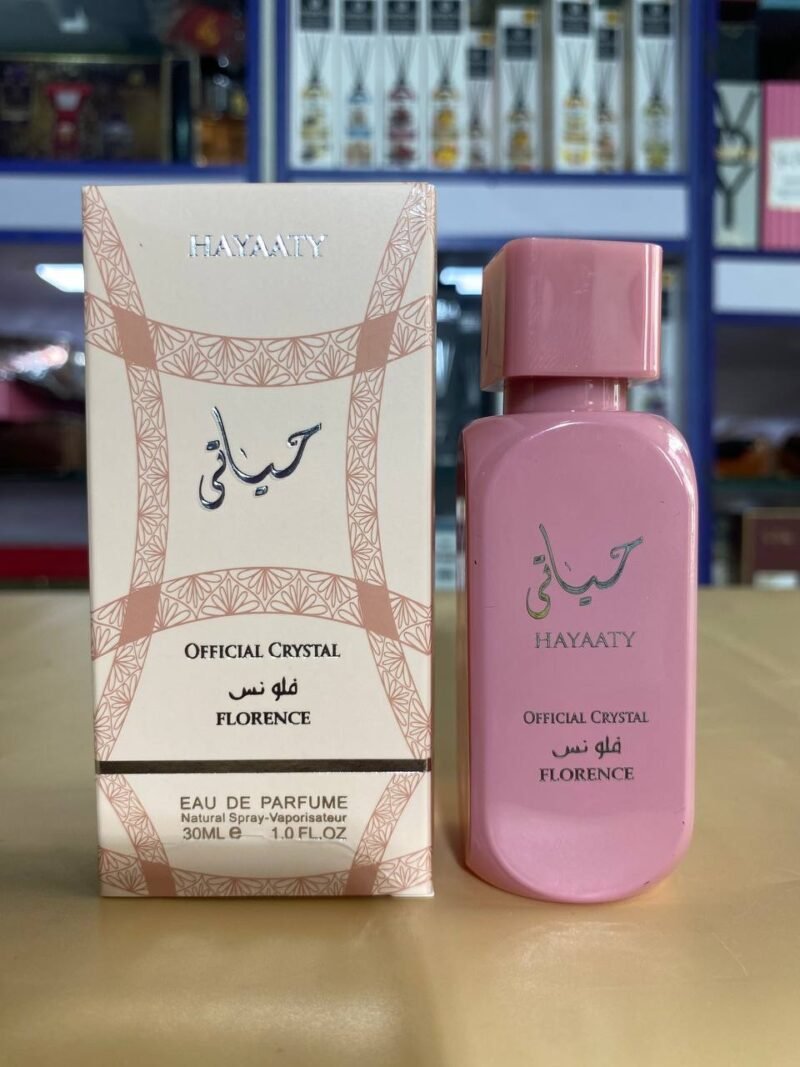 HAYAATY
حياتي
OFFICIAL CRYSTAL
فلو نس
FLORENCE
EAU DE PARFUME
Natural Spray-Vaporisateur
30ML e 1.0 FL.OZ
حياتي
HAYAATY
OFFICIAL CRYSTAL
فلو نس
FLORENCE